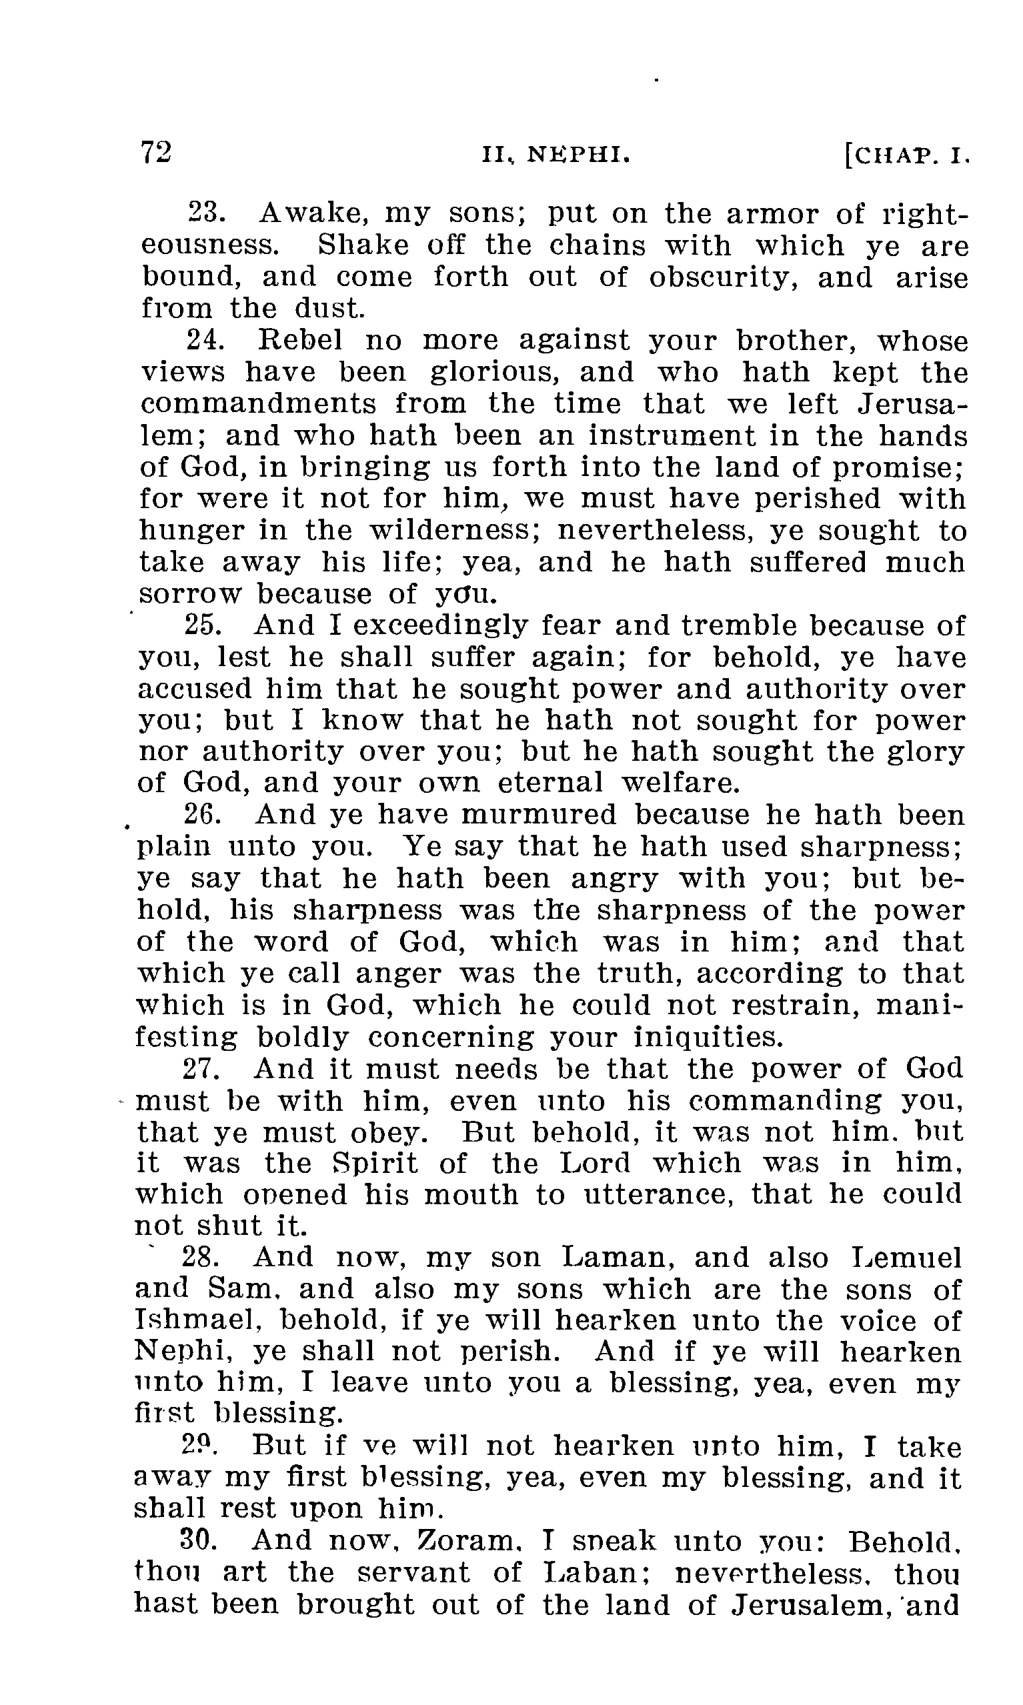 72 II. NEPHI. [CHAP. I.
23. Awake, my sons; put on the armor of right-
eousness. Shake off the chains with which ye are
bound, and come forth out of obscurity, and arise
from the dust.
24. Rebel no more against your brother, whose
views have been glorious, and who hath kept the
commandments from the time that we left Jerusa-
lem; and who hath been an instrument in the hands
of God, in bringing us forth into the land of promise;
for were it not for him, we must have perished with
hunger in the wilderness; nevertheless, ye sought to
take away his life; yea, and he hath suffered much
sorrow because of you.
25. And I exceedingly fear and tremble because of
you, lest he shall suffer again; for behold, ye have
accused him that he sought power and authority over
you; but I know that he hath not sought for power
nor authority over you; but he hath sought the glory
of God, and your own eternal welfare.
26. And ye have murmured because he hath been
plain unto you. Ye say that he hath used sharpness;
ye say that he hath been angry with you; but be-
hold, his sharpness was the sharpness of the power
of the word of God, which was in him; and that
which ye call anger was the truth, according to that
which is in God, which he could not restrain, mani-
festing boldly concerning your iniquities.
27. And it must needs be that the power of God
must be with him, even unto his commanding you,
that ye must obey. But behold, it was not him. but
it was the Spirit of the Lord which was in him,
which opened his mouth to utterance, that he could
not shut it.
28. And now, my son Laman, and also Lemuel
and Sam. and also my sons which are the sons of
Ishmael, behold, if ye will hearken unto the voice of
Nephi, ye shall not perish. And if ye will hearken
unto him, I leave unto you a blessing, yea, even my
first blessing.
29. But if ye will not hearken unto him, I take
away my first blessing, yea, even my blessing, and it
shall rest upon him.
30. And now, Zoram. I speak unto you: Behold,
thou art the servant of Laban; nevertheless. thou
hast been brought out of the land of Jerusalem, and